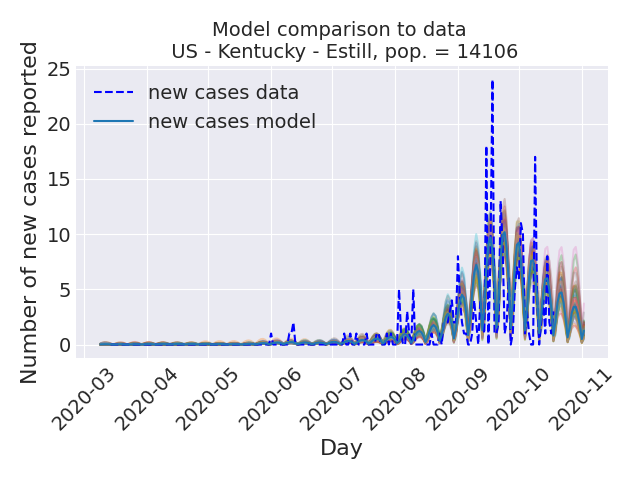 Model comparison to data
US - Kentucky - Estill, pop. = 14106
Number of new cases reported
25
20
15
10
5
0
new cases data
new cases model
2020-03
2020-04
2020-05
2020-06
2020-07
2020-08
2020-09
2020-10
2020-11
Day